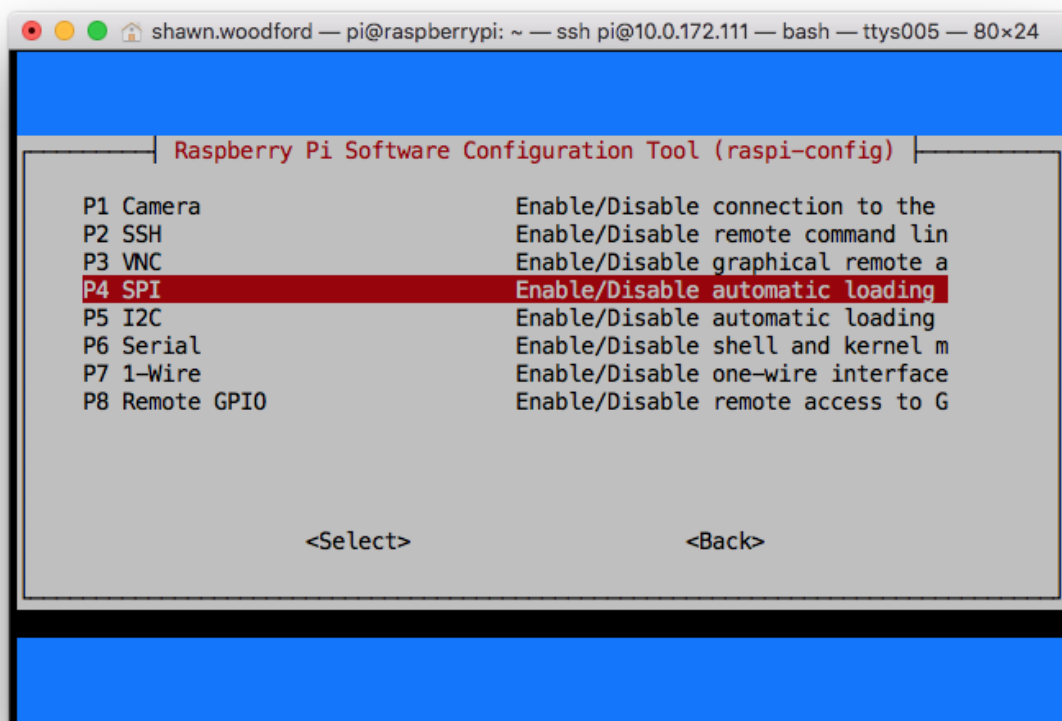 shawn.woodford — pi@raspberrypi: ~ — ssh pi@10.0.172.111 — bash — ttys005 — 80×24
Raspberry Pi Software Configuration Tool (raspi-config)
P1 Camera Enable/Disable connection to the
P2 SSH Enable/Disable remote command lin
P3 VNC Enable/Disable graphical remote a
P4 SPI Enable/Disable automatic loading
P5 I2C Enable/Disable automatic loading
P6 Serial Enable/Disable shell and kernel m
P7 1-Wire Enable/Disable one-wire interface
P8 Remote GPIO Enable/Disable remote access to G
<Select> <Back>